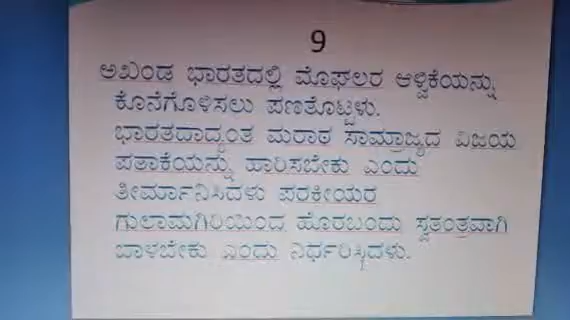 9
ಅಖಂಡ ಭಾರತದಲ್ಲಿ ಮೊಘಲರ ಆಳ್ವಿಕೆಯನ್ನು
ಕೊನೆಗೊಳಿಸಲು ಪಣತೊಟ್ಟಳು.
ಭಾರತದಾದ್ಯಂತ ಮರಾಠ ಸಾಮ್ರಾಜ್ಯದ ವಿಜಯ
ಪತಾಕೆಯನ್ನು ಹಾರಿಸಬೇಕು ಎಂದು
ತೀರ್ಮಾನಿಸಿದಳು ಪರಕೀಯರ
ಗುಲಾಮಗಿರಿಯಿಂದ ಹೊರಬಂದು ಸ್ವತಂತ್ರವಾಗಿ
ಬಾಳಬೇಕು ಎಂದು ನಿರ್ಧರಿಸಿದಳು.